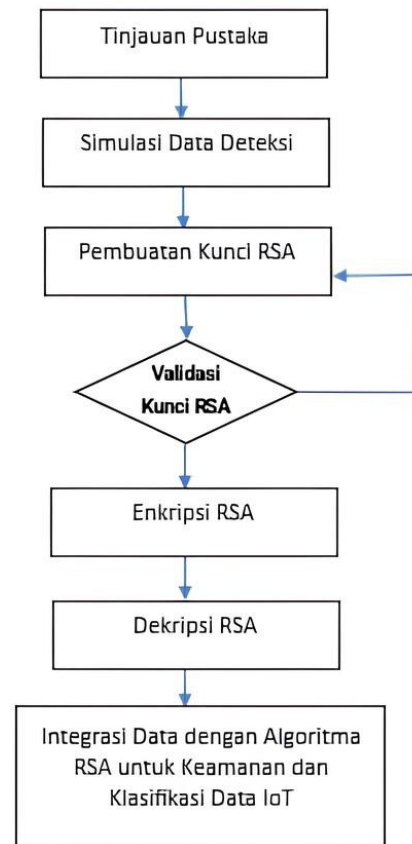 Tinjauan Pustaka
Simulasi Data Deteksi
Pembuatan Kunci RSA
Validasi
Kunci RSA
Enkripsi RSA
Dekripsi RSA
Integrasi Data dengan Algoritma
RSA untuk Keamanan dan
Klasifikasi Data IoT